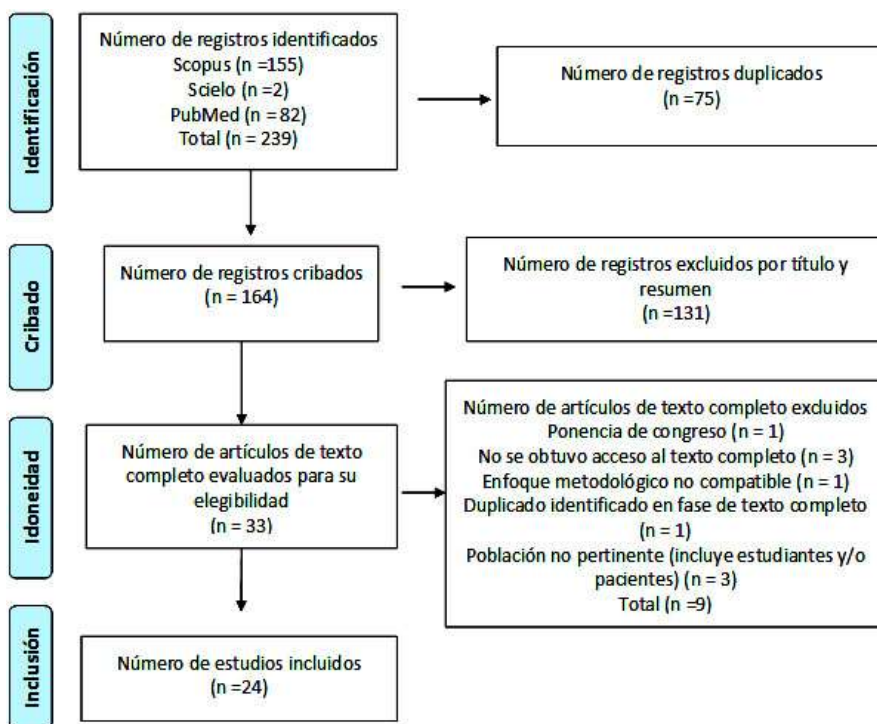 Identificación
Número de registros identificados
Scopus (n =155)
Scielo (n =2)
PubMed (n = 82)
Total (n = 239)
Número de registros duplicados
(n =75)
Cribado
Número de registros cribados
(n = 164)
Número de registros excluidos por título y
resumen
(n =131)
Idoneidad
Número de artículos de texto
completo evaluados para su
elegibilidad
(n = 33)
Número de artículos de texto completo excluidos
Ponencia de congreso (n = 1)
No se obtuvo acceso al texto completo (n = 3)
Enfoque metodológico no compatible (n = 1)
Duplicado identificado en fase de texto completo
(n = 1)
Población no pertinente (incluye estudiantes y/o
pacientes) (n = 3)
Total (n =9)
Inclusión
Número de estudios incluidos
(n =24)